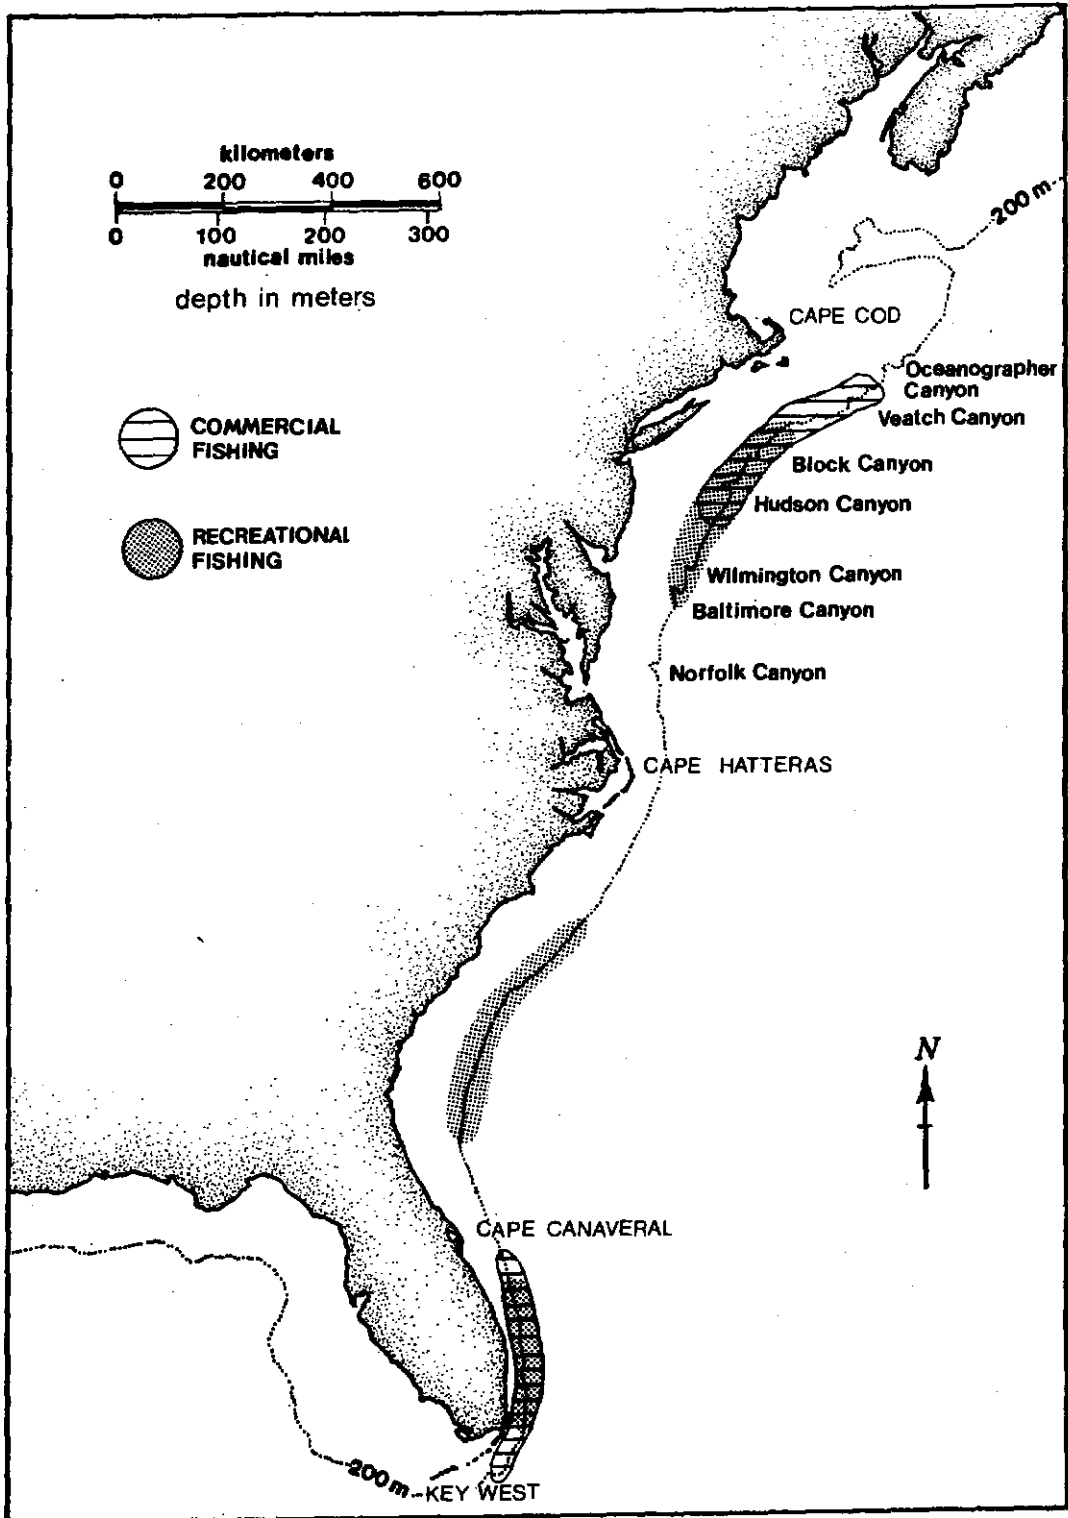 kilometers
0 200 400 600
0 100 200 300
nautical miles
depth in meters
200 m
CAPE COD
Oceanographer
Canyon
Veatch Canyon
COMMERCIAL
FISHING
Block Canyon
Hudson Canyon
RECREATIONAL
FISHING
Wilmington Canyon
Baltimore Canyon
Norfolk Canyon
CAPE HATTERAS
N
CAPE CANAVERAL
200 m
KEY WEST